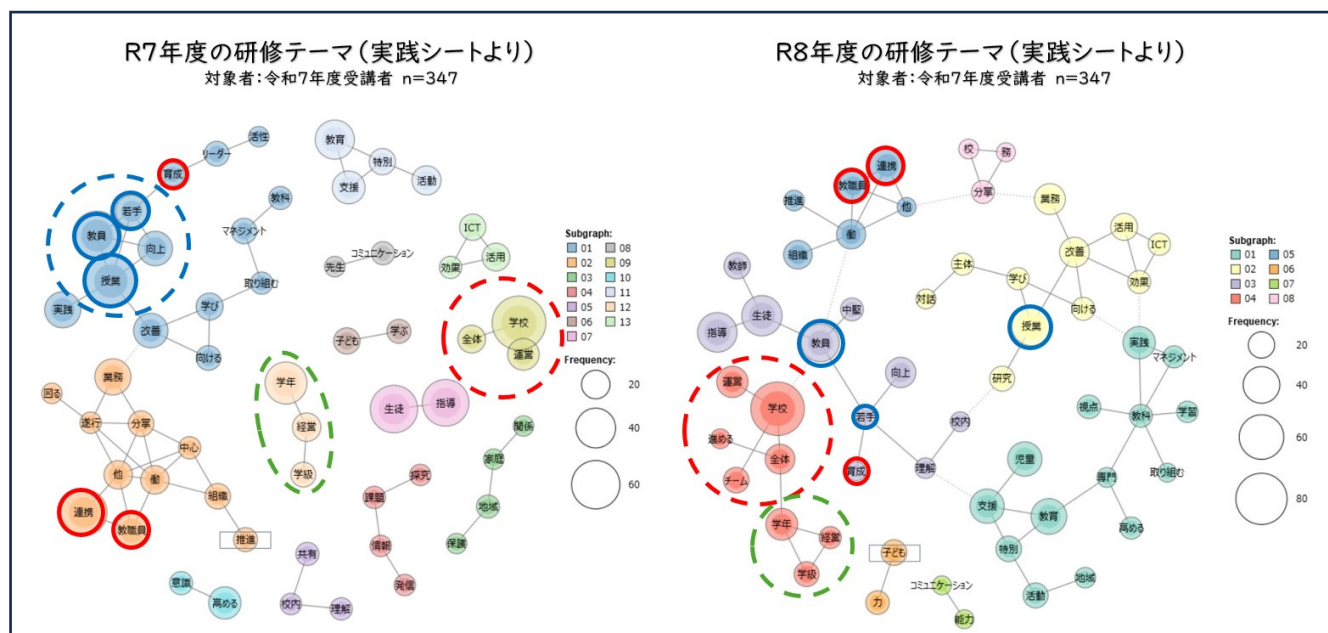 R7年度の研修テーマ(実践シートより)
対象者:令和7年度受講者 n=347
活性
リーダー
育成
若手
教員
向上
授業
実践
教科
マネジメント
取り組む
学び
改善
向ける
教育
特別
支援
活動
コミュニケーション
先生
ICT
効果
活用
学校
全体
運営
子ども
学ぶ
学年
経営
学級
生徒
指導
業務
図る
遂行
分掌
中心
他
働
組織
連携
教職員
推進
関係
家庭
地域
保護
探究
課題
情報
発信
共有
校内
理解
意識
高める
Subgraph:
01
02
03
04
05
06
07
08
09
10
11
12
13
Frequency:
20
40
60
R8年度の研修テーマ(実践シートより)
対象者:令和7年度受講者 n=347
連携
教職員
推進
他
組織
働
校
務
分掌
業務
活用
ICT
改善
効果
主体
学び
対話
向ける
授業
研究
教師
生徒
指導
中堅
教員
向上
若手
育成
校内
理解
運営
学校
進める
全体
チーム
学年
経営
学級
実践
マネジメント
視点
教科
学習
取り組む
児童
専門
支援
教育
高める
特別
地域
活動
子ども
力
コミュニケーション
能力
Subgraph:
01
02
03
04
05
06
07
08
Frequency:
20
40
60
80